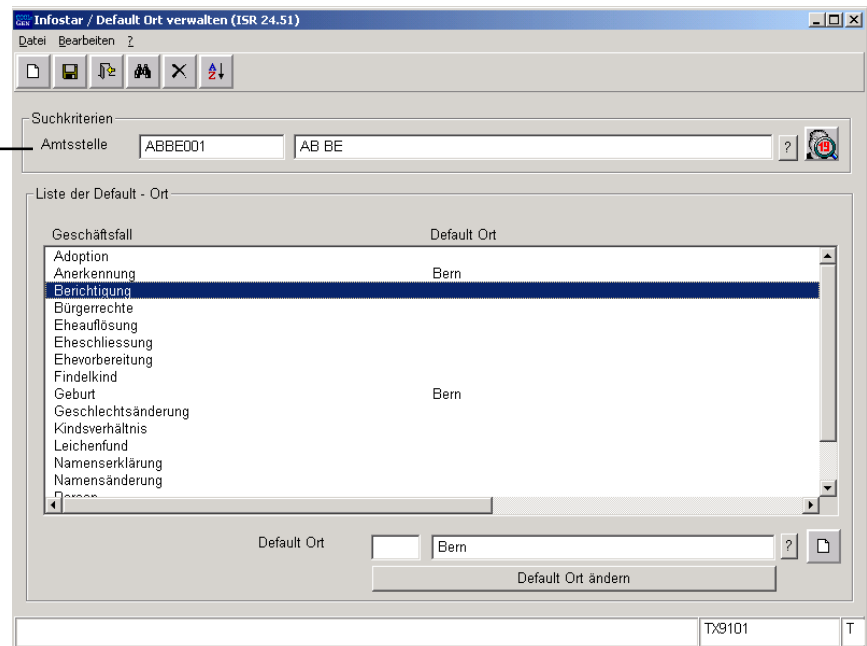 Infostar / Default Ort verwalten (ISR 24.51)
Datei Bearbeiten ?
Suchkriterien
Amtsstelle ABBE001 AB BE ?
Liste der Default - Ort
Geschäftsfall Default Ort
Adoption
Anerkennung Bern
Berichtigung
Bürgerrechte
Eheauflösung
Eheschliessung
Ehevorbereitung
Findelkind
Geburt Bern
Geschlechtsänderung
Kindsverhältnis
Leichenfund
Namenserklärung
Namensänderung
Person
Default Ort Bern ?
Default Ort ändern
TX9101 T